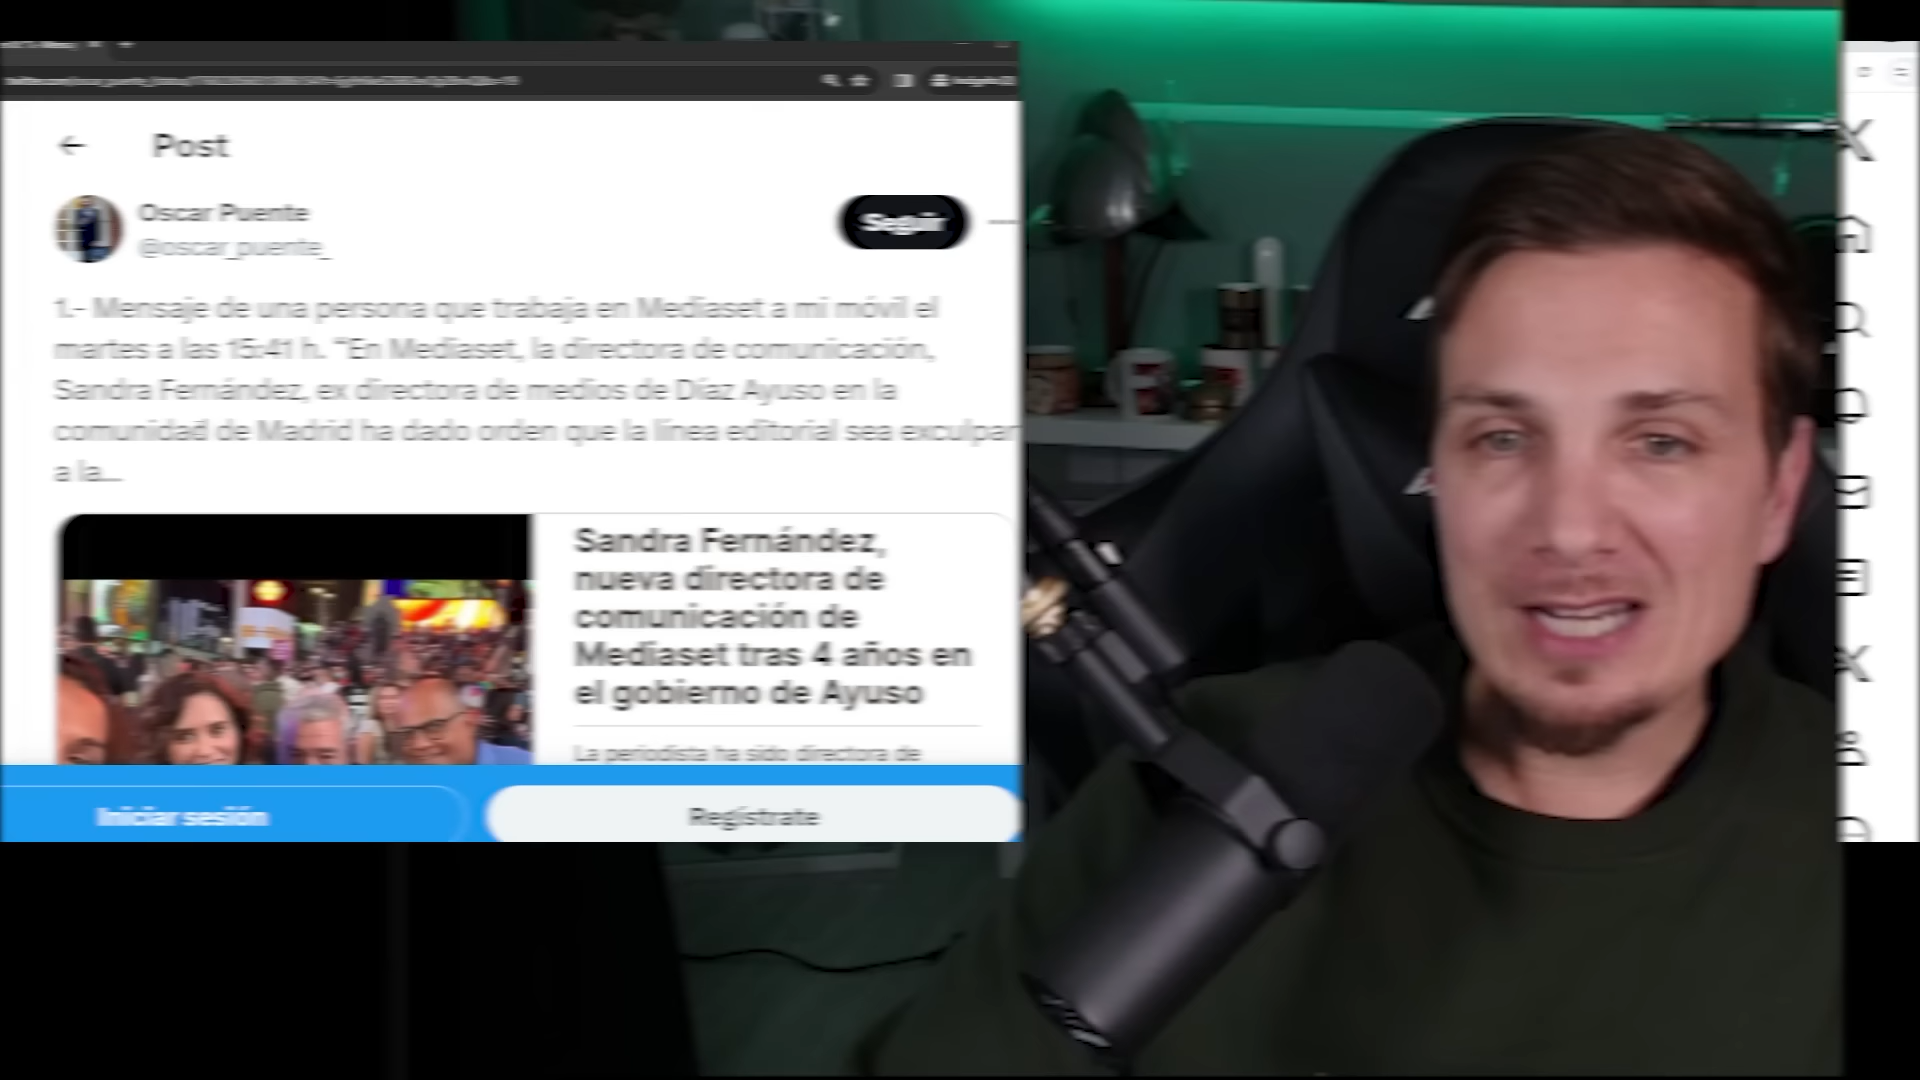 Post
Oscar Puente
@oscar_puente_
Seguir
1.- Mensaje de una persona que trabaja en Mediaset a mi móvil el
martes a las 15:41 h. "En Mediaset, la directora de comunicación,
Sandra Fernández, ex directora de medios de Díaz Ayuso en la
comunidad de Madrid ha dado orden que la línea editorial sea exculpar
a la...
Sandra Fernández,
nueva directora de
comunicación de
Mediaset tras 4 años en
el gobierno de Ayuso
La periodista ha sido directora de
Iniciar sesión
Regístrate